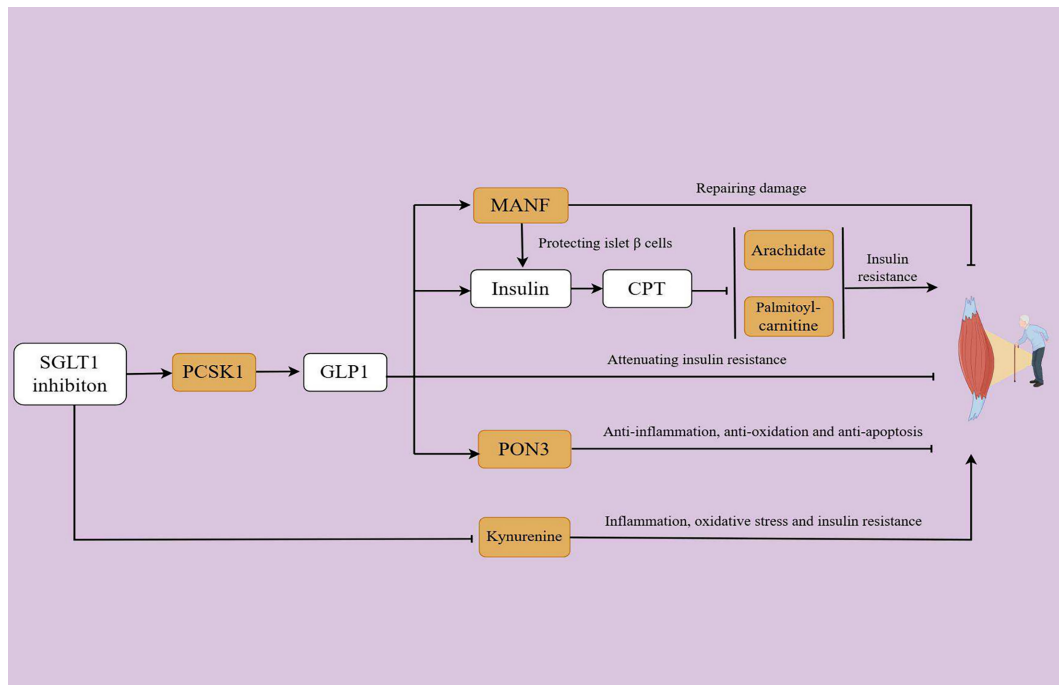 Repairing damage
MANF
Protecting islet β cells
Arachidate
Insulin
resistance
Insulin
CPT
Palmitoyl-
carnitine
SGLT1
inhibiton
PCSK1
GLP1
Attenuating insulin resistance
Anti-inflammation, anti-oxidation and anti-apoptosis
PON3
Inflammation, oxidative stress and insulin resistance
Kynurenine